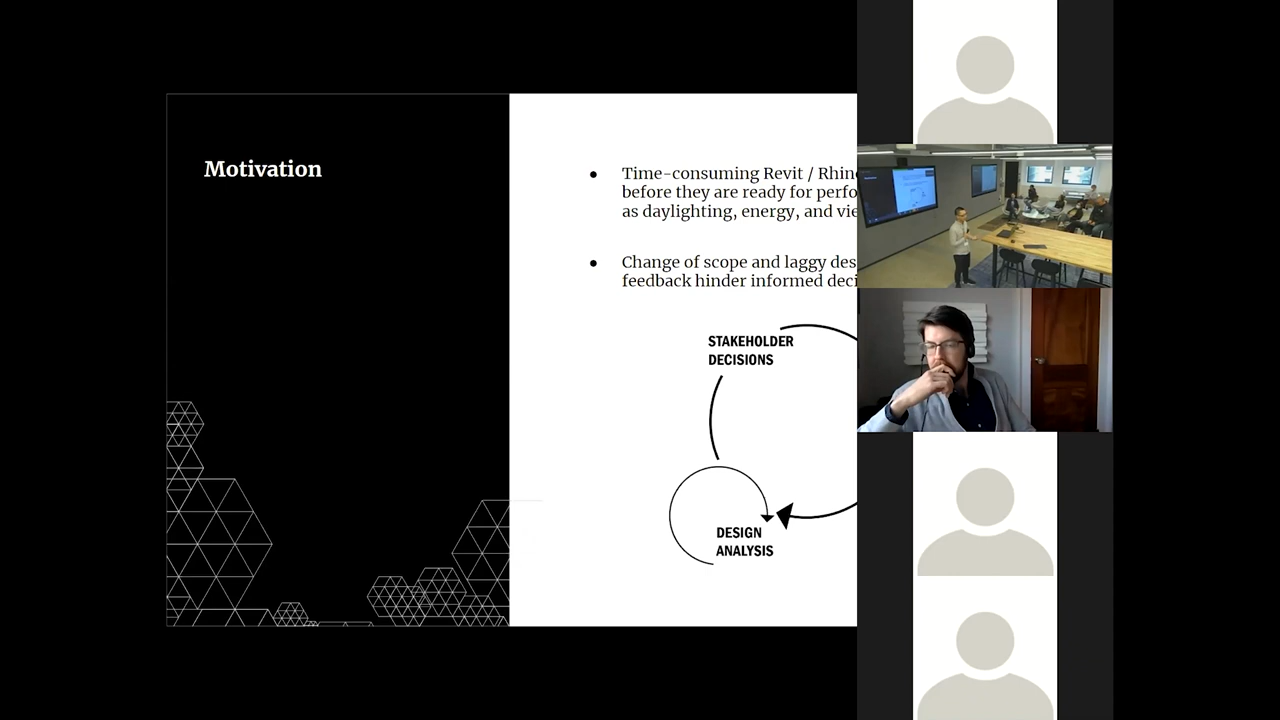 Motivation
● Time-consuming Revit / Rhin
before they are ready for perfo
as daylighting, energy, and vie
● Change of scope and laggy des
feedback hinder informed deci
STAKEHOLDER
DECISIONS
DESIGN
ANALYSIS